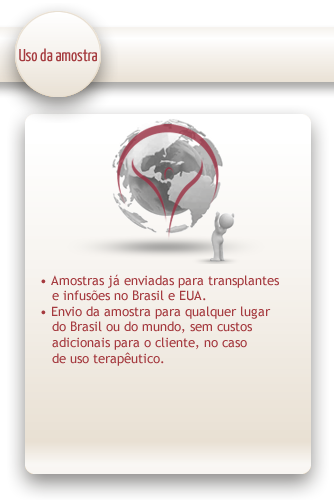 Uso da amostra
• Amostras já enviadas para transplantes
e infusões no Brasil e EUA.
• Envio da amostra para qualquer lugar
do Brasil ou do mundo, sem custos
adicionais para o cliente, no caso
de uso terapêutico.